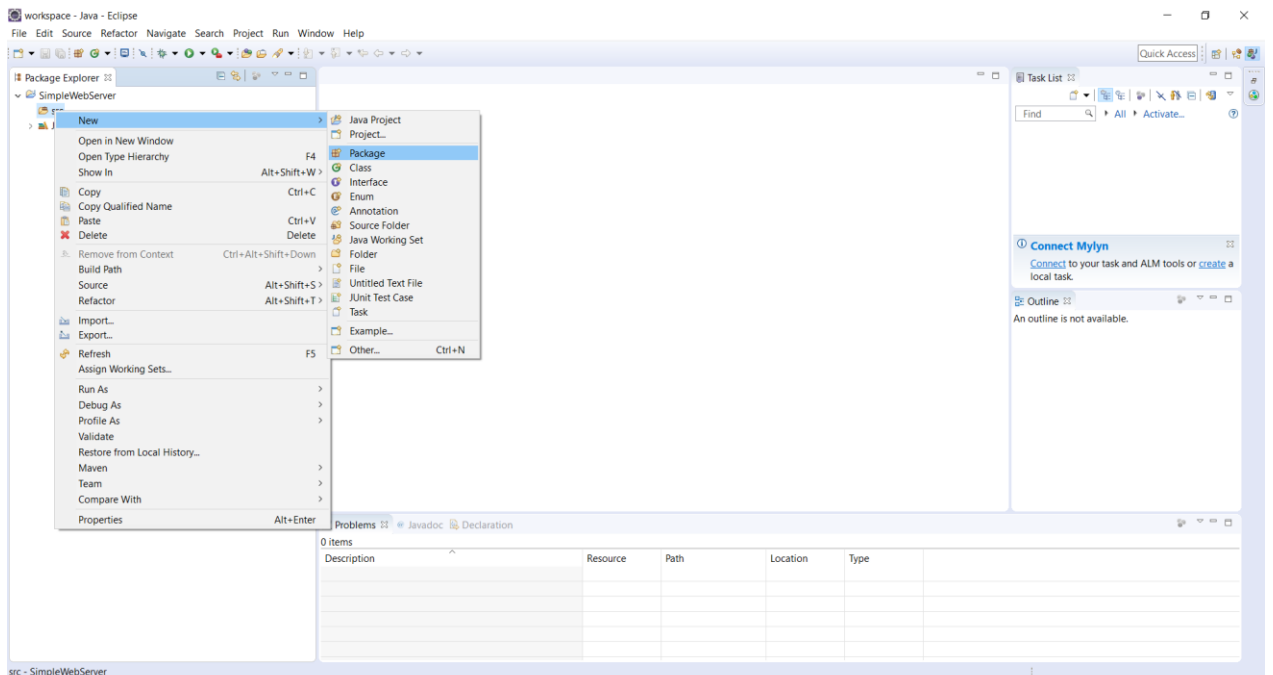 workspace - Java - Eclipse
File Edit Source Refactor Navigate Search Project Run Window Help
Quick Access
Package Explorer
SimpleWebServer
src
J
New
Open in New Window
Open Type Hierarchy F4
Show In Alt+Shift+W
Copy Ctrl+C
Copy Qualified Name
Paste Ctrl+V
Delete Delete
Remove from Context Ctrl+Alt+Shift+Down
Build Path
Source Alt+Shift+S
Refactor Alt+Shift+T
Import...
Export...
Refresh F5
Assign Working Sets...
Run As
Debug As
Profile As
Validate
Restore from Local History...
Maven
Team
Compare With
Properties Alt+Enter
Java Project
Project...
Package
Class
Interface
Enum
Annotation
Source Folder
Java Working Set
Folder
File
Untitled Text File
JUnit Test Case
Task
Example...
Other... Ctrl+N
Task List
Find All Activate...
Connect Mylyn
Connect to your task and ALM tools or create a
local task.
Outline
An outline is not available.
Problems Javadoc Declaration
0 items
Description Resource Path Location Type
src - SimpleWebServer